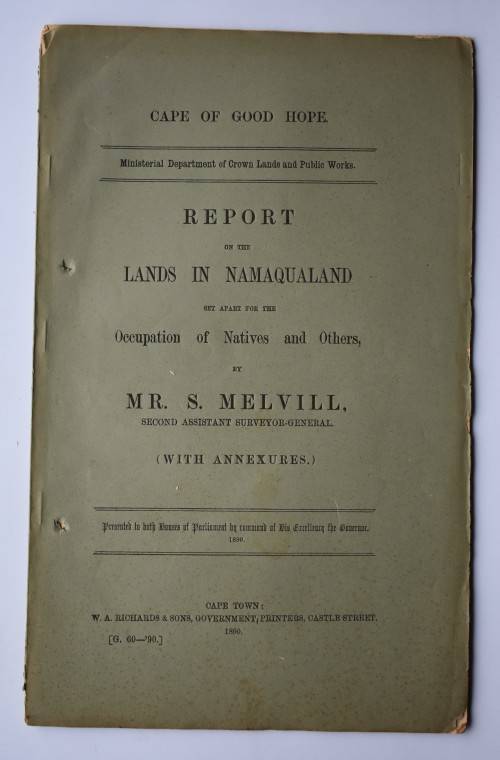 CAPE OF GOOD HOPE.
Ministerial Department of Crown Lands and Public Works.
REPORT
ON THE
LANDS IN NAMAQUALAND
SET APART FOR THE
Occupation of Natives and Others,
BY
MR. S. MELVILL,
SECOND ASSISTANT SURVEYOR-GENERAL.
(WITH ANNEXURES.)
Presented to both Houses of Parliament by command of His Excellency the Governor.
1890.
CAPE TOWN:
W. A. RICHARDS & SONS, GOVERNMENT, PRINTERS, CASTLE STREET.
1890.
[G. 60—'90.]